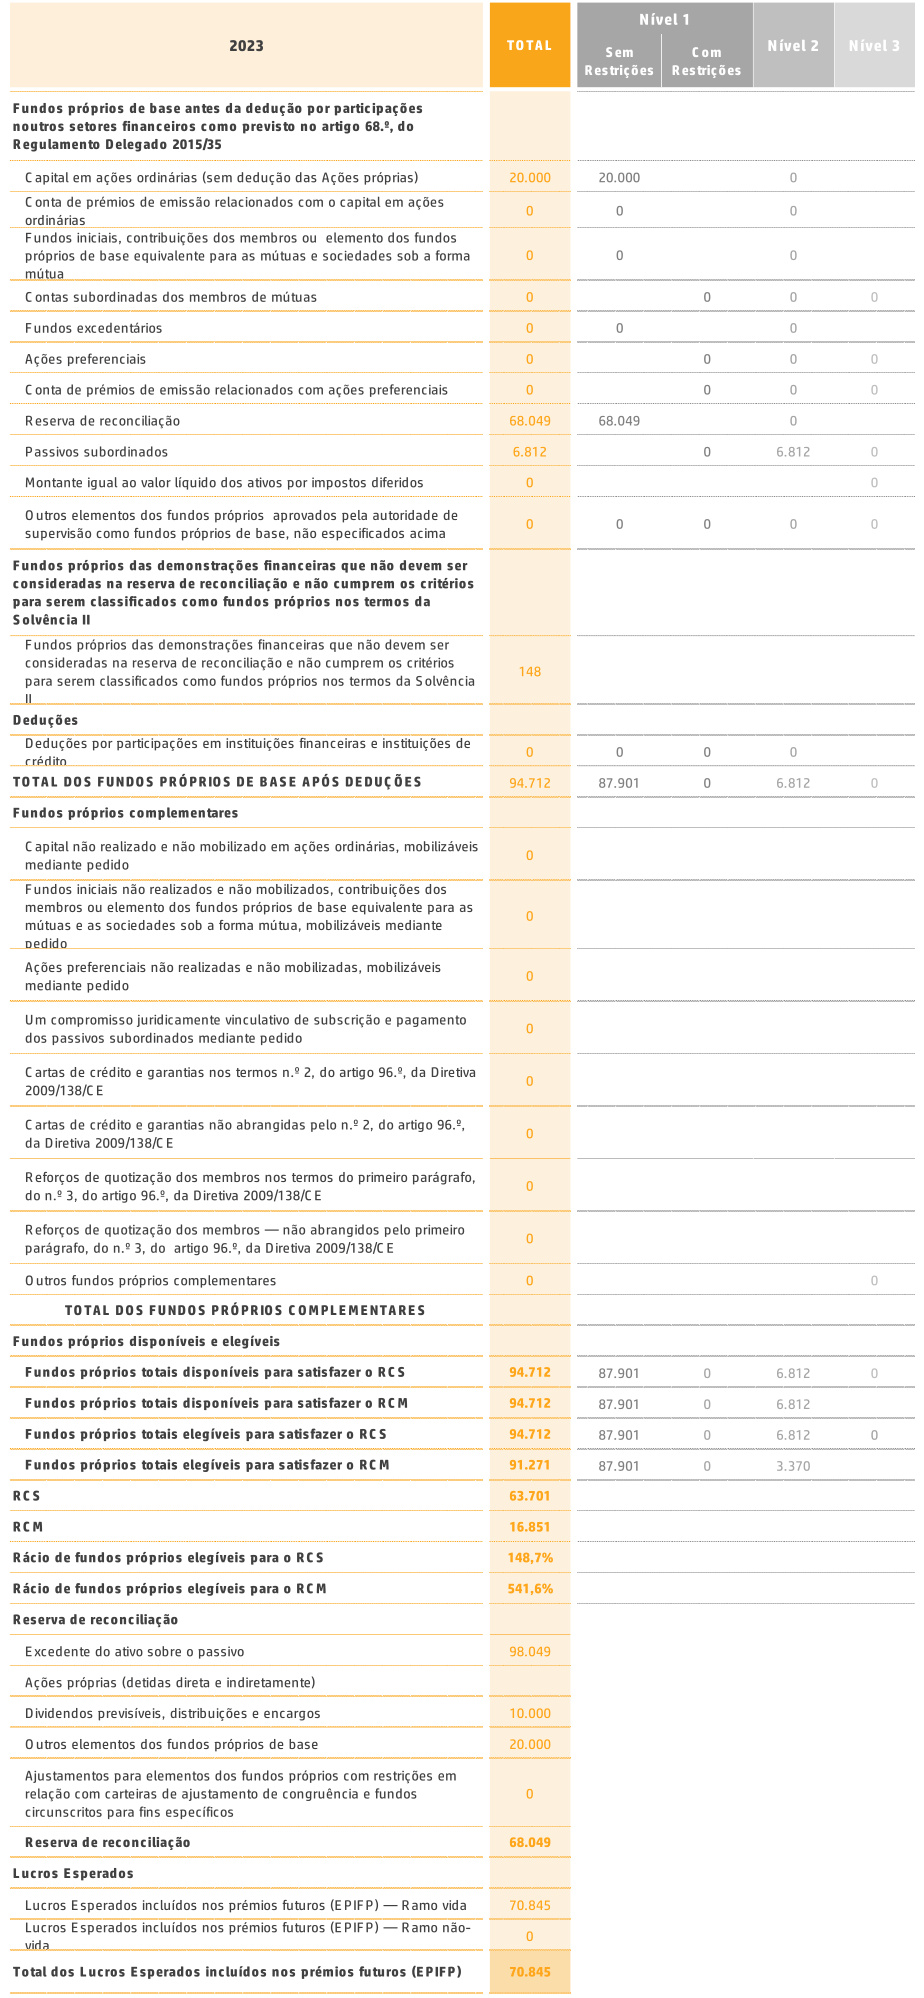 2023 TOTAL Nível 1 Nível 2 Nível 3
Sem Restrições Com Restrições
Fundos próprios de base antes da dedução por participações
noutros setores financeiros como previsto no artigo 68.º, do
Regulamento Delegado 2015/35
Capital em ações ordinárias (sem dedução das Ações próprias) 20.000 20.000 0
Conta de prémios de emissão relacionados com o capital em ações
ordinárias 0 0 0
Fundos iniciais, contribuições dos membros ou elemento dos fundos
próprios de base equivalente para as mútuas e sociedades sob a forma 0 0 0
mútua
Contas subordinadas dos membros de mútuas 0 0 0 0
Fundos excedentários 0 0 0
Ações preferenciais 0 0 0 0
Conta de prémios de emissão relacionados com ações preferenciais 0 0 0 0
Reserva de reconciliação 68.049 68.049 0
Passivos subordinados 6.812 0 6.812 0
Montante igual ao valor líquido dos ativos por impostos diferidos 0 0
Outros elementos dos fundos próprios aprovados pela autoridade de
supervisão como fundos próprios de base, não especificados acima 0 0 0 0 0
Fundos próprios das demonstrações financeiras que não devem ser
consideradas na reserva de reconciliação e não cumprem os critérios
para serem classificados como fundos próprios nos termos da
Solvência II
Fundos próprios das demonstrações financeiras que não devem ser
consideradas na reserva de reconciliação e não cumprem os critérios
para serem classificados como fundos próprios nos termos da Solvência 148
II
Deduções
Deduções por participações em instituições financeiras e instituições de
crédito 0 0 0 0
TOTAL DOS FUNDOS PRÓPRIOS DE BASE APÓS DEDUÇÕES 94.712 87.901 0 6.812 0
Fundos próprios complementares
Capital não realizado e não mobilizado em ações ordinárias, mobilizáveis
mediante pedido 0
Fundos iniciais não realizados e não mobilizados, contribuições dos
membros ou elemento dos fundos próprios de base equivalente para as
mútuas e as sociedades sob a forma mútua, mobilizáveis mediante 0
pedido
Ações preferenciais não realizadas e não mobilizadas, mobilizáveis
mediante pedido 0
Um compromisso juridicamente vinculativo de subscrição e pagamento
dos passivos subordinados mediante pedido 0
Cartas de crédito e garantias nos termos n.º 2, do artigo 96.º, da Diretiva
2009/138/CE 0
Cartas de crédito e garantias não abrangidas pelo n.º 2, do artigo 96.º,
da Diretiva 2009/138/CE 0
Reforços de quotização dos membros nos termos do primeiro parágrafo,
do n.º 3, do artigo 96.º, da Diretiva 2009/138/CE 0
Reforços de quotização dos membros — não abrangidos pelo primeiro
parágrafo, do n.º 3, do artigo 96.º, da Diretiva 2009/138/CE 0
Outros fundos próprios complementares 0 0
TOTAL DOS FUNDOS PRÓPRIOS COMPLEMENTARES
Fundos próprios disponíveis e elegíveis
Fundos próprios totais disponíveis para satisfazer o RCS 94.712 87.901 0 6.812 0
Fundos próprios totais disponíveis para satisfazer o RCM 94.712 87.901 0 6.812
Fundos próprios totais elegíveis para satisfazer o RCS 94.712 87.901 0 6.812 0
Fundos próprios totais elegíveis para satisfazer o RCM 91.271 87.901 0 3.370
RCS 63.701
RCM 16.851
Rácio de fundos próprios elegíveis para o RCS 148,7%
Rácio de fundos próprios elegíveis para o RCM 541,6%
Reserva de reconciliação
Excedente do ativo sobre o passivo 98.049
Ações próprias (detidas direta e indiretamente)
Dividendos previsíveis, distribuições e encargos 10.000
Outros elementos dos fundos próprios de base 20.000
Ajustamentos para elementos dos fundos próprios com restrições em
relação com carteiras de ajustamento de congruência e fundos 0
circunscritos para fins específicos
Reserva de reconciliação 68.049
Lucros Esperados
Lucros Esperados incluídos nos prémios futuros (EPIFP) — Ramo vida 70.845
Lucros Esperados incluídos nos prémios futuros (EPIFP) — Ramo não-
vida 0
Total dos Lucros Esperados incluídos nos prémios futuros (EPIFP) 70.845